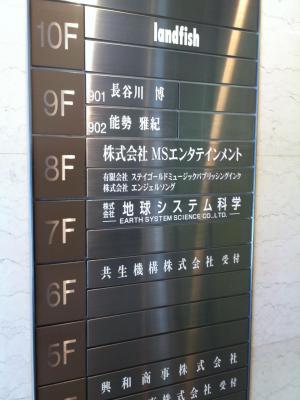 10F
landfish
9F
901 長谷川 博
902 能勢 雅紀
8F
株式会社 MSエンタテインメント
有限会社 ステイゴールドミュージックパブリッシングインク
株式会社 エンジェルソング
7F
株式会社 地球システム科学
EARTH SYSTEM SCIENCE CO., LTD.
共生機構株式会社 受付
6F
5F
興和商事株式会社
株式会社 受付